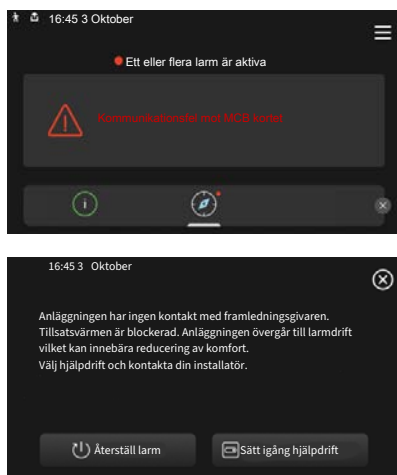 16:45 3 Oktober
Ett eller flera larm är aktiva
Kommunikationsfel mot MCB kortet
16:45 3 Oktober
Anläggningen har ingen kontakt med framledningsgivaren.
Tillsatsvärmen är blockerad. Anläggningen övergår till larmdrift
vilket kan innebära reducering av komfort.
Välj hjälpdrift och kontakta din installatör.
Återställ larm
Sätt igång hjälpdrift